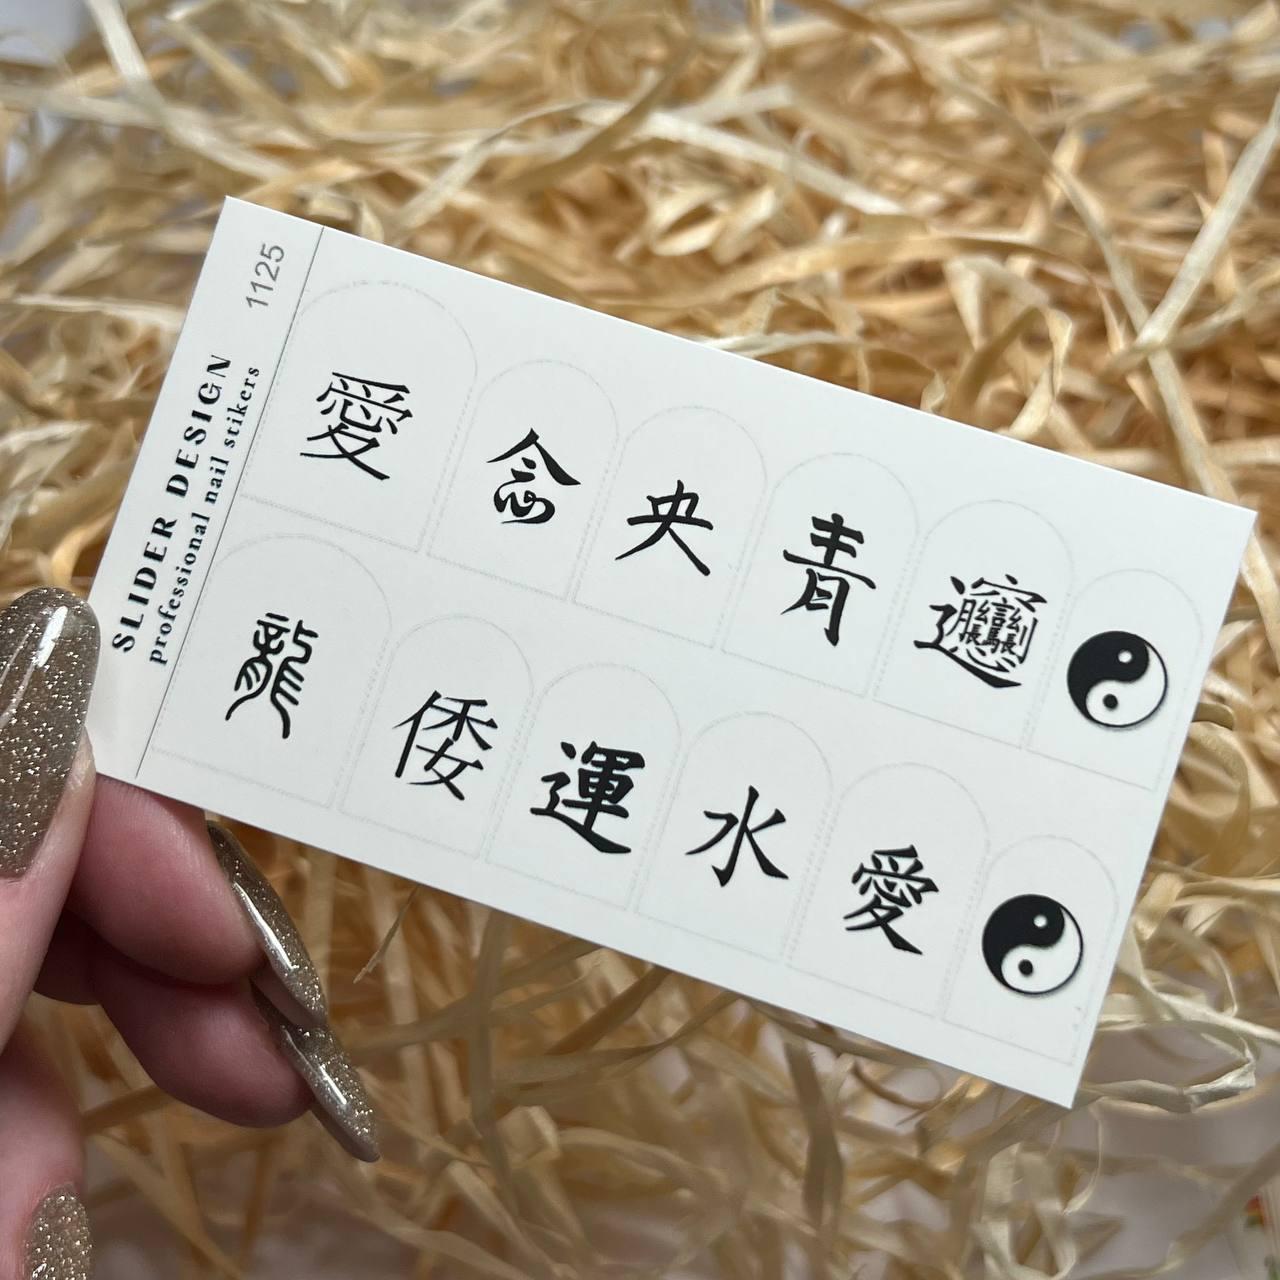 1125
SLIDER DESIGN
professional nail stikers
愛 念 央 青 𰻞
龍 倭 運 水 愛